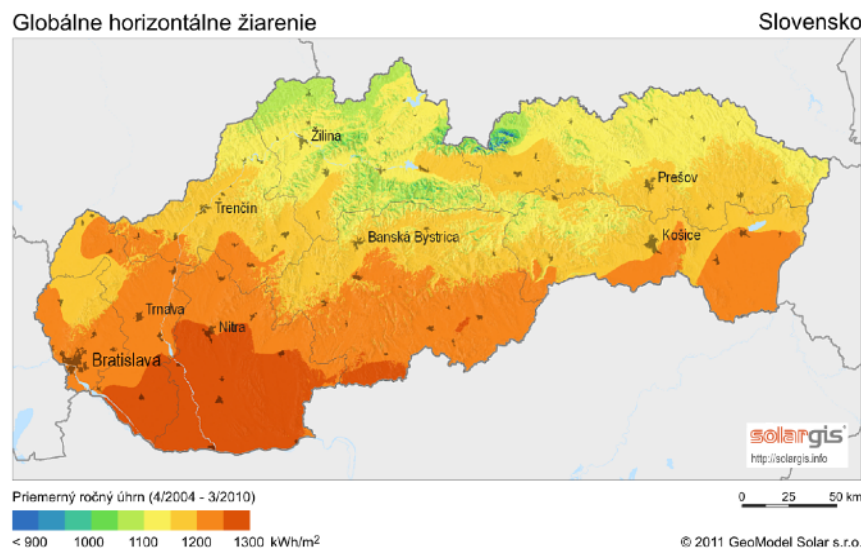 Globálne horizontálne žiarenie
Slovensko
Žilina
Prešov
Trenčín
Banská Bystrica
Košice
Trnava
Nitra
Bratislava
solargis
http://solargis.info
Priemerný ročný úhrn (4/2004 - 3/2010)
0 25 50 km
< 900 1000 1100 1200 1300 kWh/m²
© 2011 GeoModel Solar s.r.o.